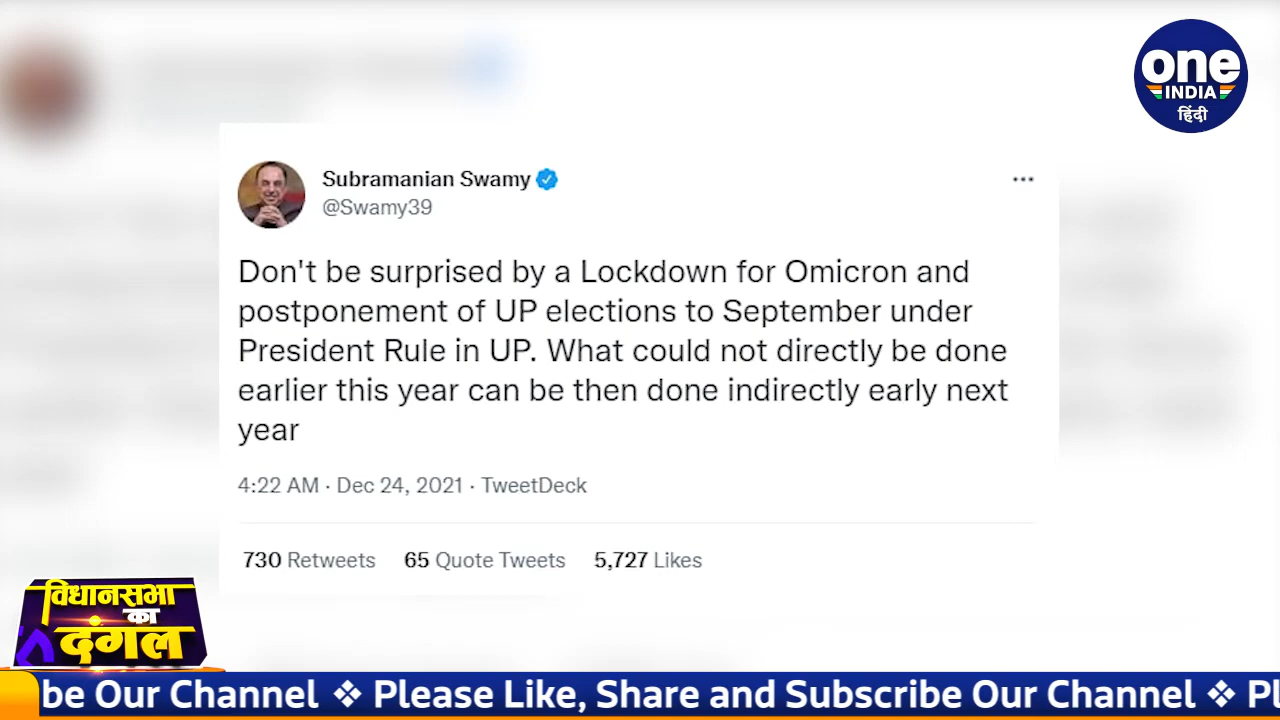 one
INDIA
हिंदी
Subramanian Swamy
@Swamy39
Don't be surprised by a Lockdown for Omicron and
postponement of UP elections to September under
President Rule in UP. What could not directly be done
earlier this year can be then done indirectly early next
year
4:22 AM · Dec 24, 2021 · TweetDeck
730 Retweets 65 Quote Tweets 5,727 Likes
विधानसभा
का
दंगल
be Our Channel ❖ Please Like, Share and Subscribe Our Channel ❖ Pl